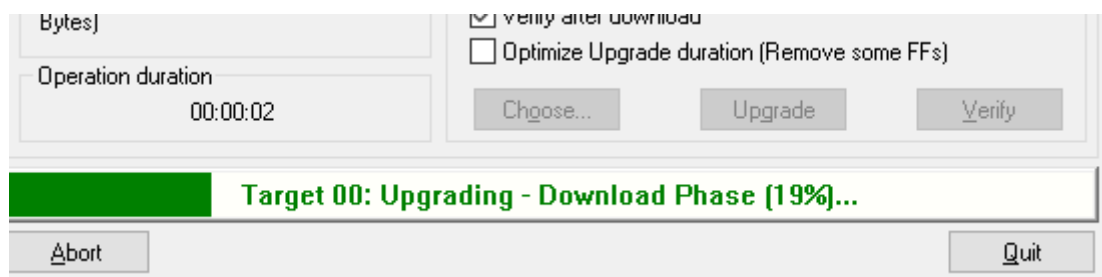 Bytes)
Verify after download
Optimize Upgrade duration (Remove some FFs)
Operation duration
00:00:02
Choose...
Upgrade
Verify
Target 00: Upgrading - Download Phase (19%)...
Abort
Quit